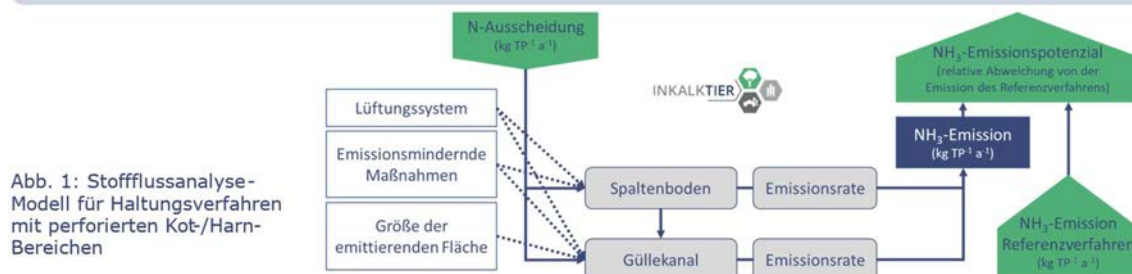 N-Ausscheidung
(kg TP⁻¹ a⁻¹)
NH₃-Emissionspotenzial
(relative Abweichung von der
Emission des Referenzverfahrens)
INKALKTIER
Lüftungssystem
NH₃-Emission
(kg TP⁻¹ a⁻¹)
Emissionsmindernde
Maßnahmen
Abb. 1: Stoffflussanalyse-
Modell für Haltungsverfahren
mit perforierten Kot-/Harn-
Bereichen
Spaltenboden
Emissionsrate
Größe der
emittierenden Fläche
Güllekanal
Emissionsrate
NH₃-Emission
Referenzverfahren
(kg TP⁻¹ a⁻¹)